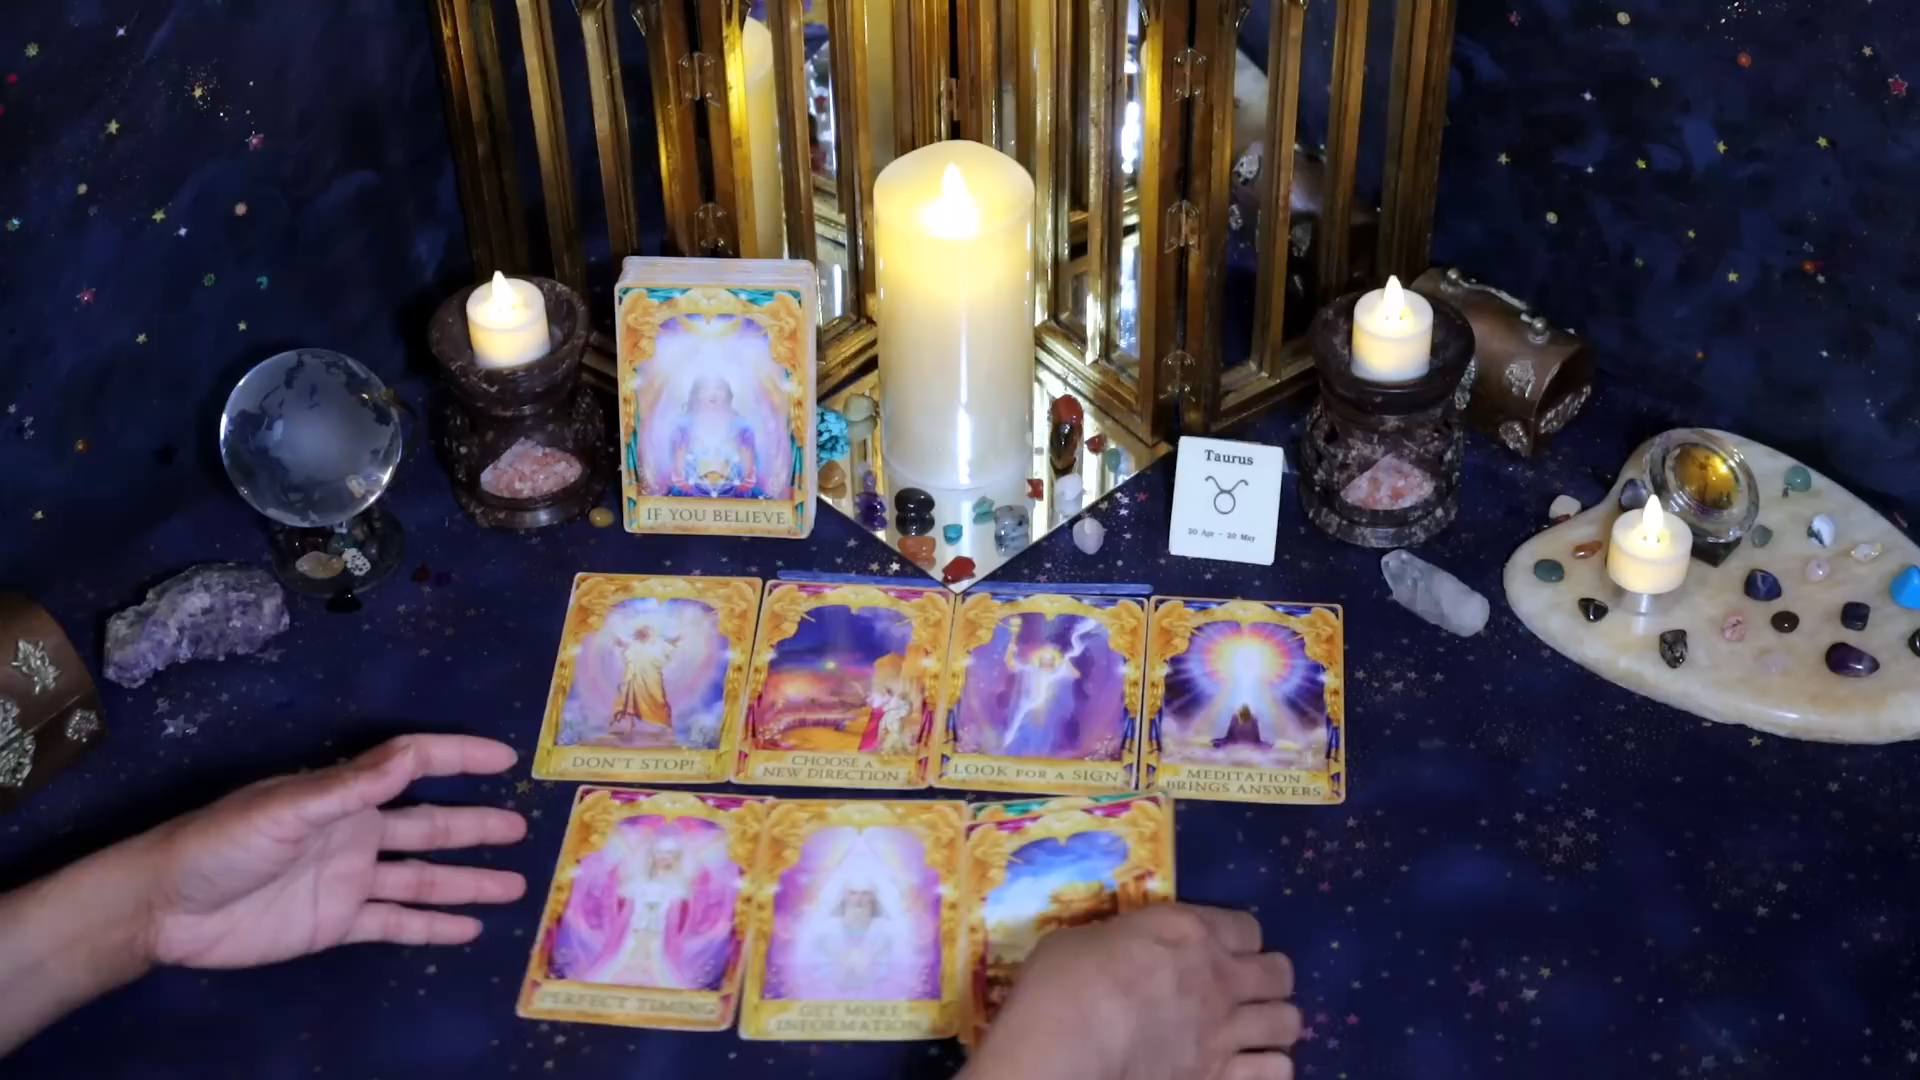 IF YOU BELIEVE
Taurus
20 Apr - 20 May
DON'T STOP!
CHOOSE A
NEW DIRECTION
LOOK FOR A SIGN
MEDITATION
BRINGS ANSWERS
PERFECT TIMING
GET MORE
INFORMATION